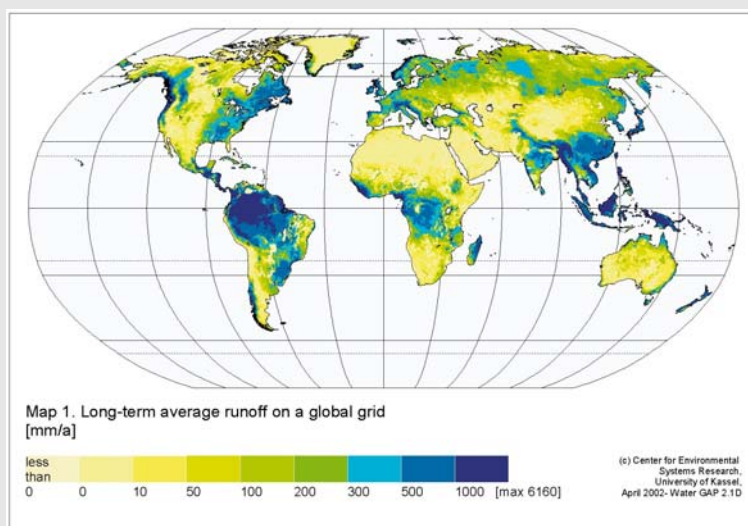 Map 1. Long-term average runoff on a global grid
[mm/a]
less
than
0 0 10 50 100 200 300 500 1000 [max 6160]
(c) Center for Environmental
Systems Research,
University of Kassel,
April 2002- Water GAP 2.1D